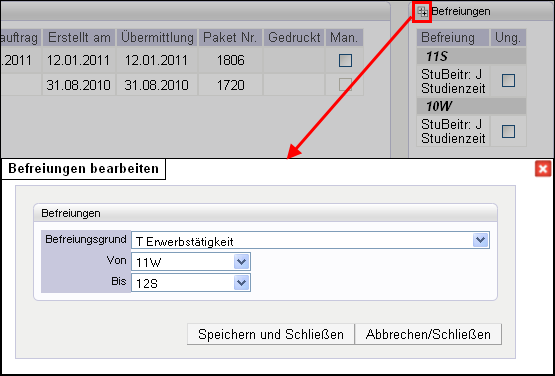 Befreiungen
auftrag Erstellt am Übermittlung Paket Nr. Gedruckt Man.
.2011 12.01.2011 12.01.2011 1806
31.08.2010 31.08.2010 1720
Befreiung Ung.
11S
StuBeitr: J
Studienzeit
10W
StuBeitr: J
Studienzeit
Befreiungen bearbeiten
Befreiungen
Befreiungsgrund T Erwerbstätigkeit
Von 11W
Bis 12S
Speichern und Schließen Abbrechen/Schließen